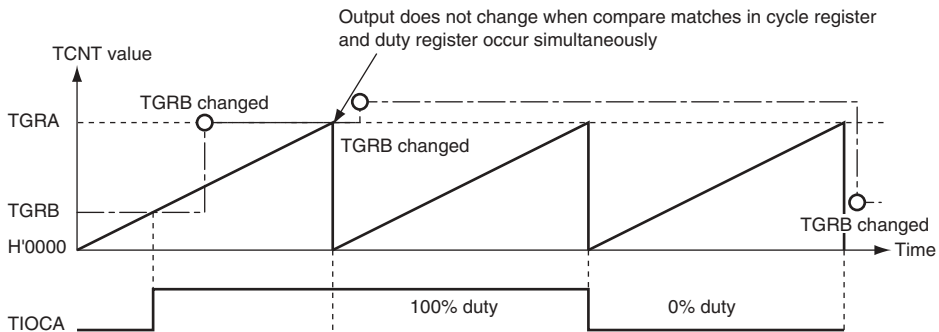 Output does not change when compare matches in cycle register
and duty register occur simultaneously
TCNT value
TGRB changed
TGRA
TGRB changed
TGRB
TGRB changed
H'0000
Time
100% duty
0% duty
TIOCA